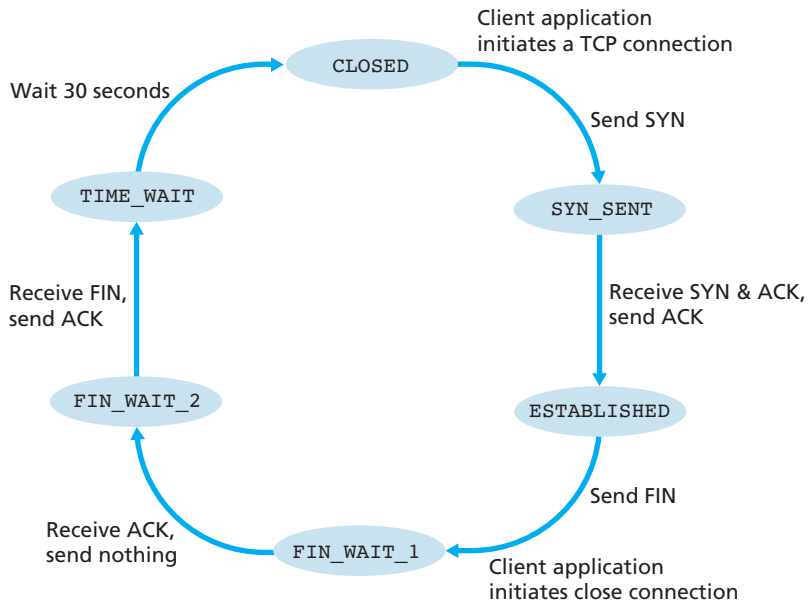 Client application
initiates a TCP connection
CLOSED
Wait 30 seconds
Send SYN
TIME_WAIT
SYN_SENT
Receive FIN,
send ACK
Receive SYN & ACK,
send ACK
FIN_WAIT_2
ESTABLISHED
Send FIN
Receive ACK,
send nothing
FIN_WAIT_1
Client application
initiates close connection